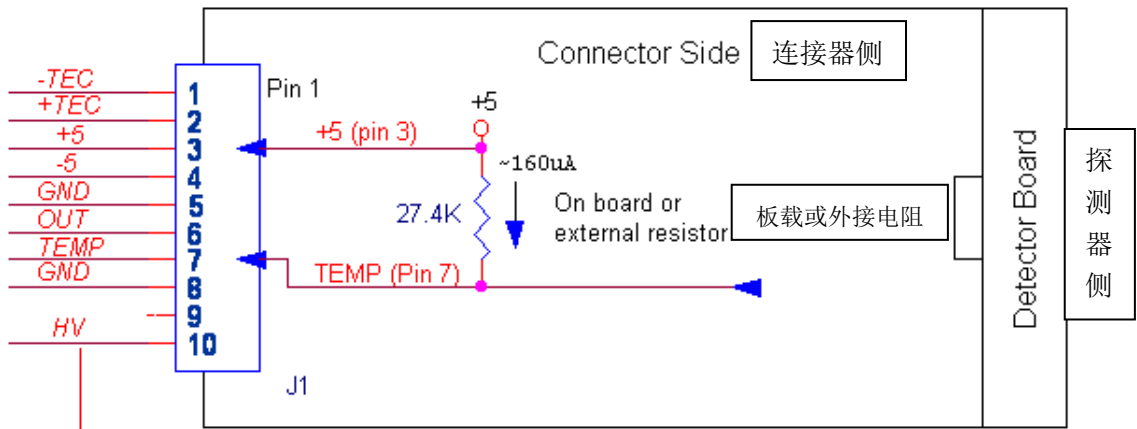 Connector Side
连接器侧
-TEC
+TEC
+5
-5
GND
OUT
TEMP
GND
HV
1
2
3
4
5
6
7
8
9
10
Pin 1
J1
+5 (pin 3)
+5
~160uA
27.4K
On board or
external resistor
板载或外接电阻
TEMP (Pin 7)
Detector Board
探
测
器
侧